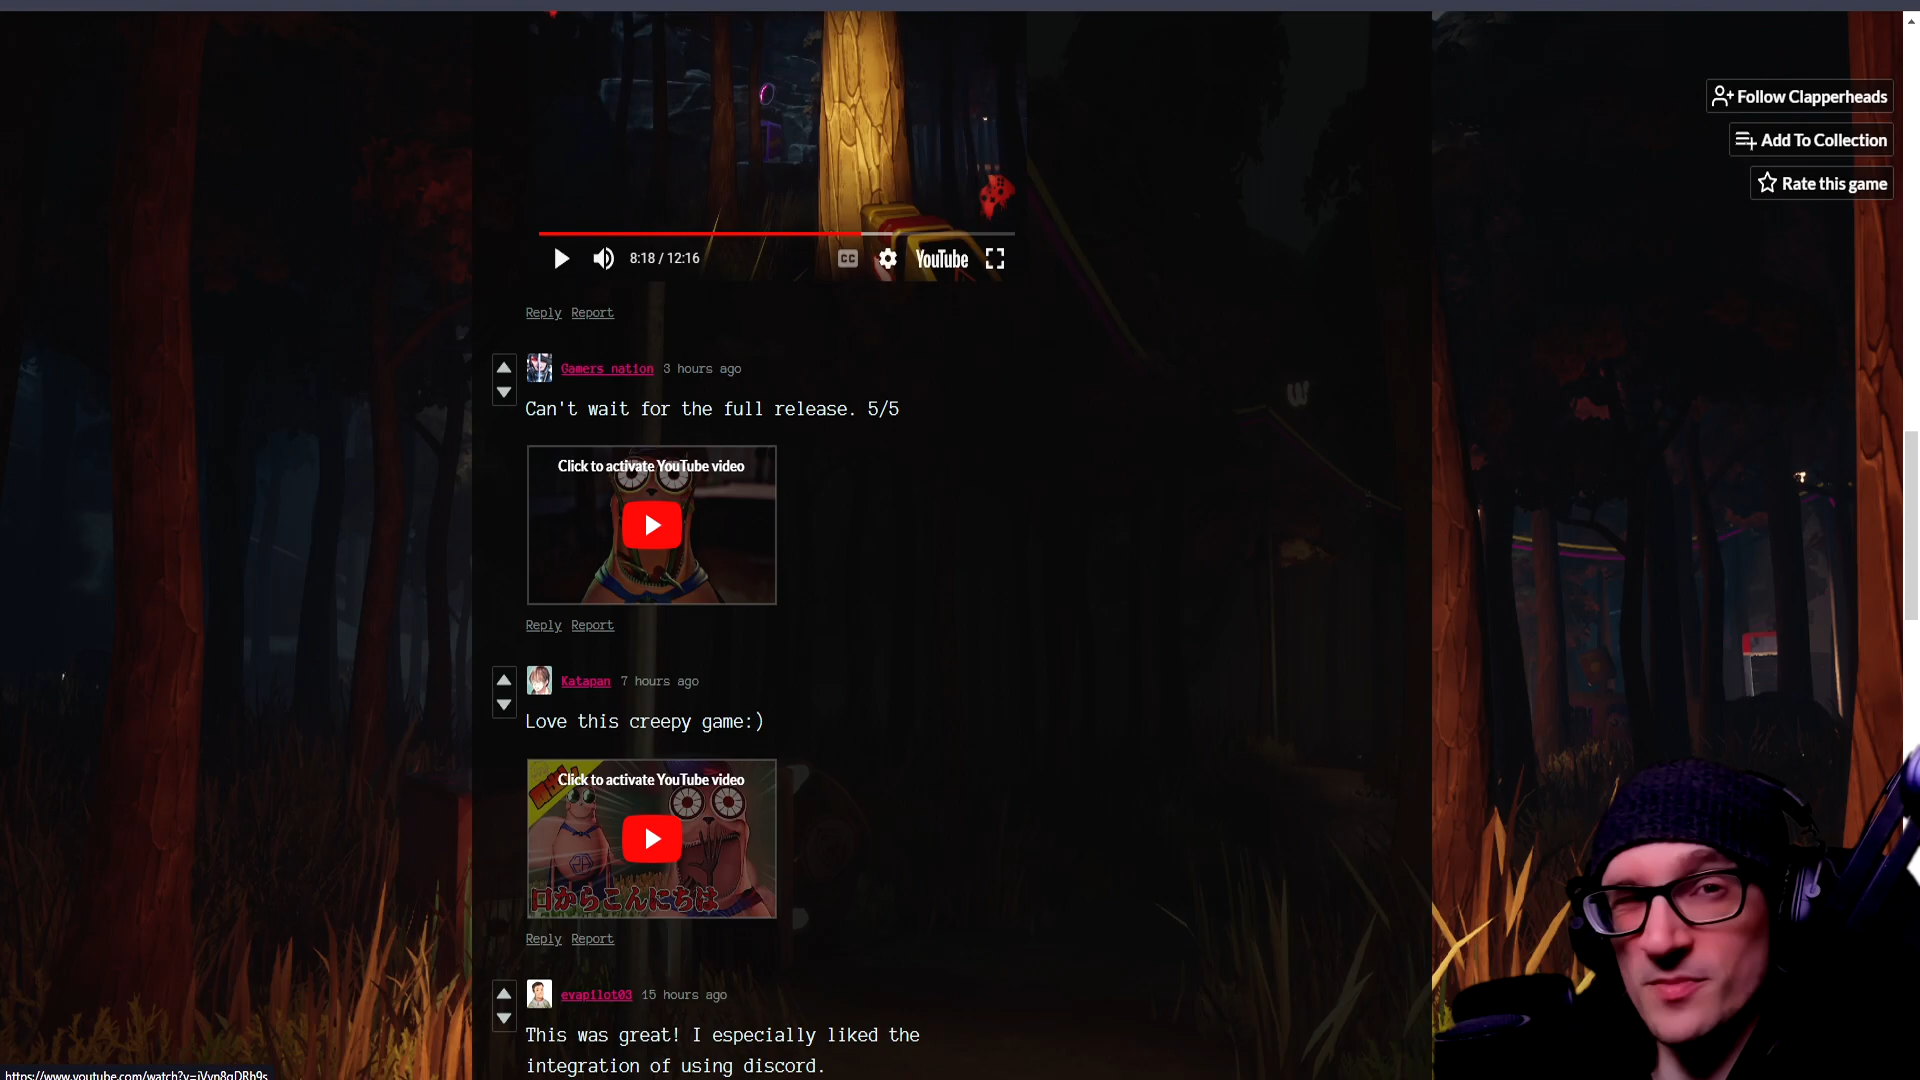 Follow Clapperheads
Add To Collection
Rate this game
8:18 / 12:16
CC
YouTube
Reply Report
Gamers nation 3 hours ago
Can't wait for the full release. 5/5
Click to activate YouTube video
Reply Report
Katapan 7 hours ago
Love this creepy game:)
Click to activate YouTube video
口からこんにちは
Reply Report
evapilot03 15 hours ago
This was great! I especially liked the
integration of using discord.